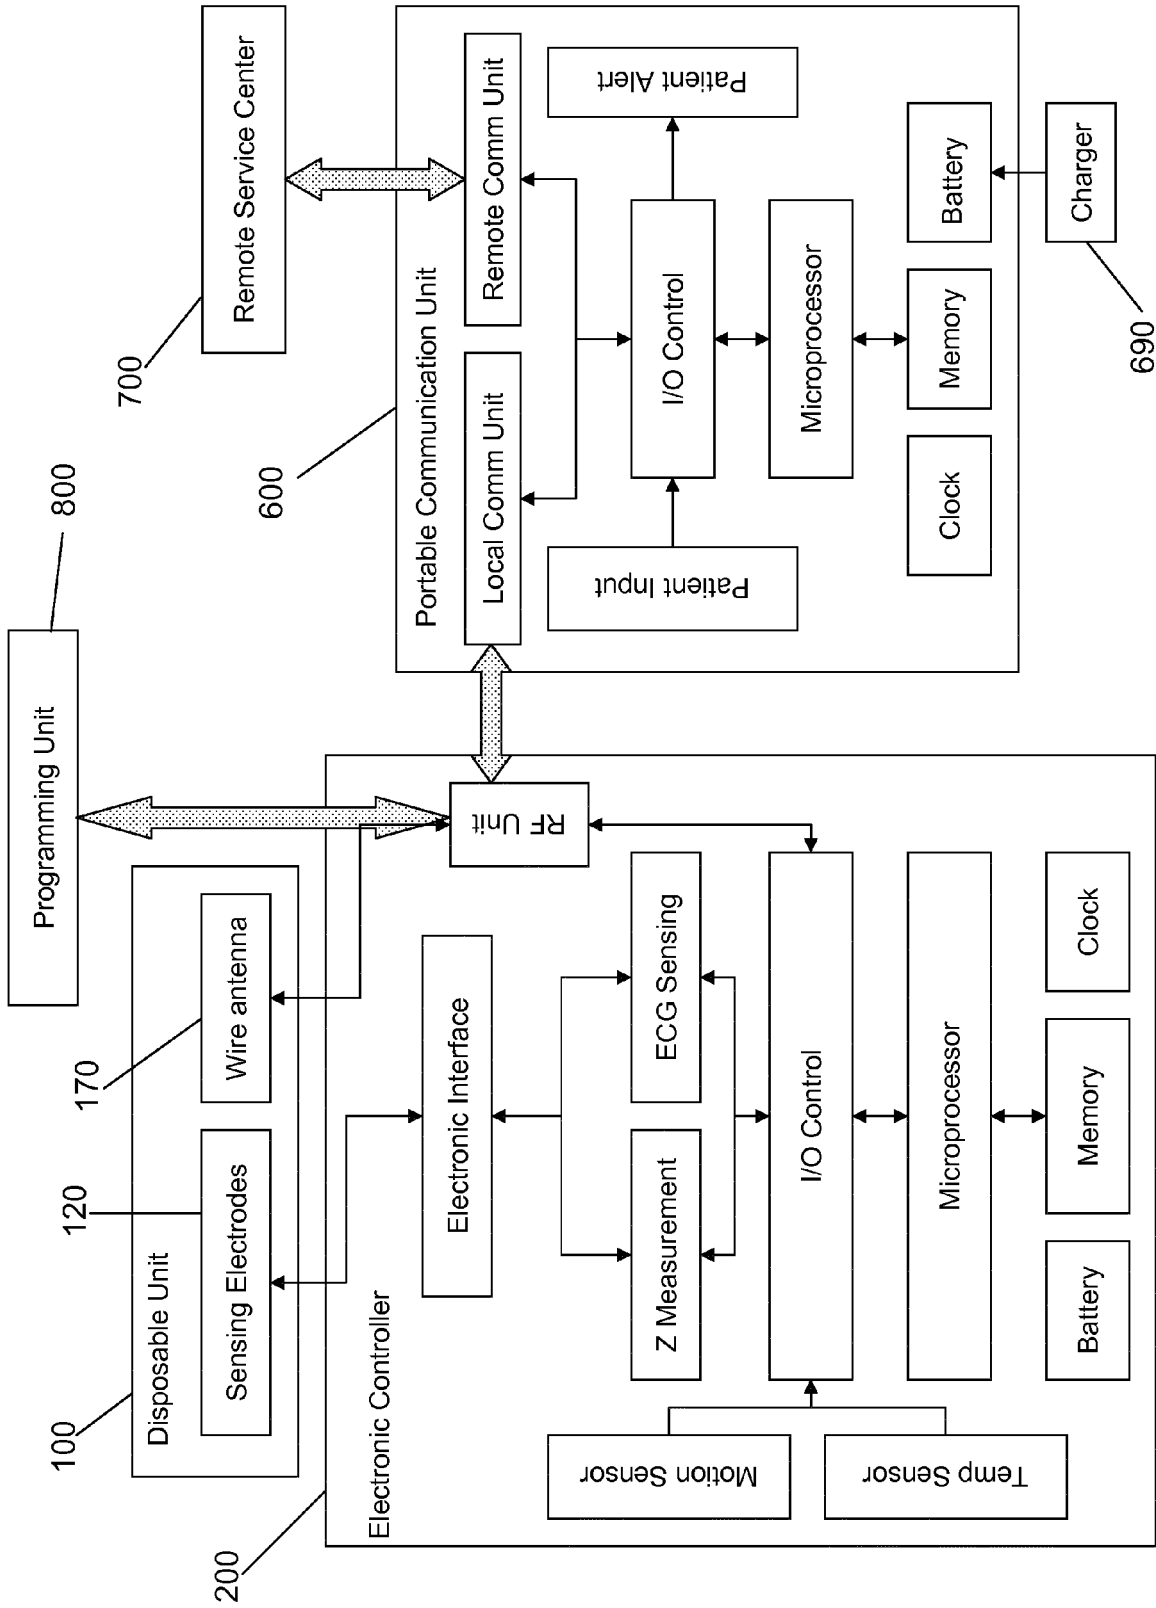 Programming Unit
800
700
Remote Service Center
100
Disposable Unit
120
Sensing Electrodes
170
Wire antenna
200
Electronic Controller
Electronic Interface
RF Unit
Motion Sensor
Temp Sensor
Z Measurement
ECG Sensing
I/O Control
Microprocessor
Battery
Memory
Clock
600
Portable Communication Unit
Local Comm Unit
Remote Comm Unit
Patient Input
Patient Alert
I/O Control
Microprocessor
Clock
Memory
Battery
Charger
690